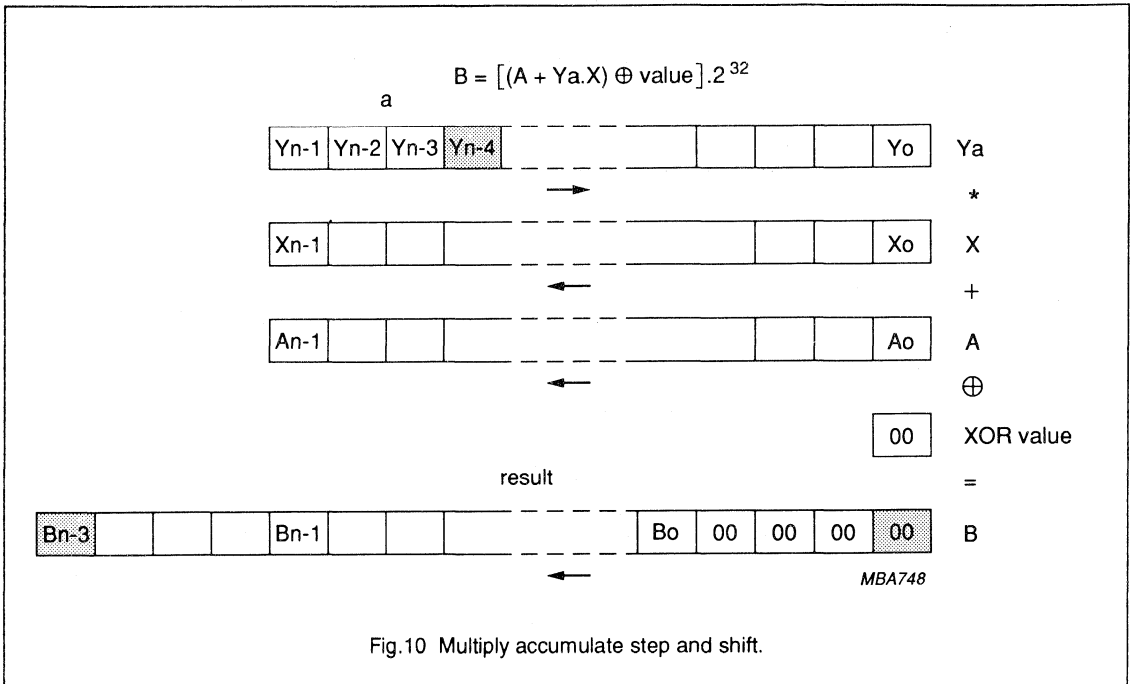 B = [(A + Ya.X) ⊕ value].2 32
a
Yn-1 Yn-2 Yn-3 Yn-4 Yo Ya
*
Xn-1 Xo X
+
An-1 Ao A
⊕
00 XOR value
result =
Bn-3 Bn-1 Bo 00 00 00 00 B
MBA748
Fig.10 Multiply accumulate step and shift.